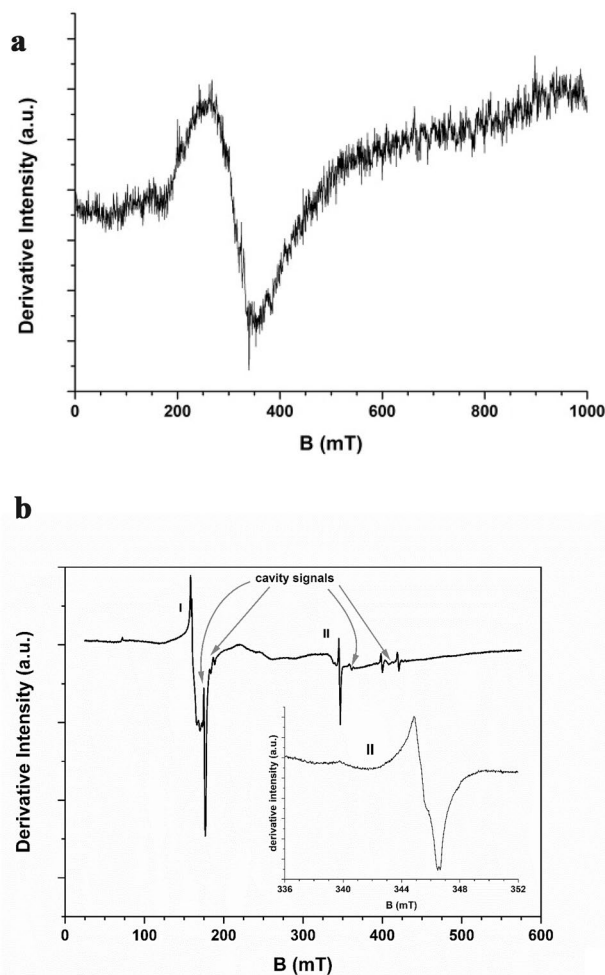 a
Derivative Intensity (a.u.)
0 200 400 600 800 1000
B (mT)
b
cavity signals
I
II
Derivative Intensity (a.u.)
II
derivative intensity (a.u.)
336 340 344 348 352
B (mT)
0 100 200 300 400 500 600
B (mT)